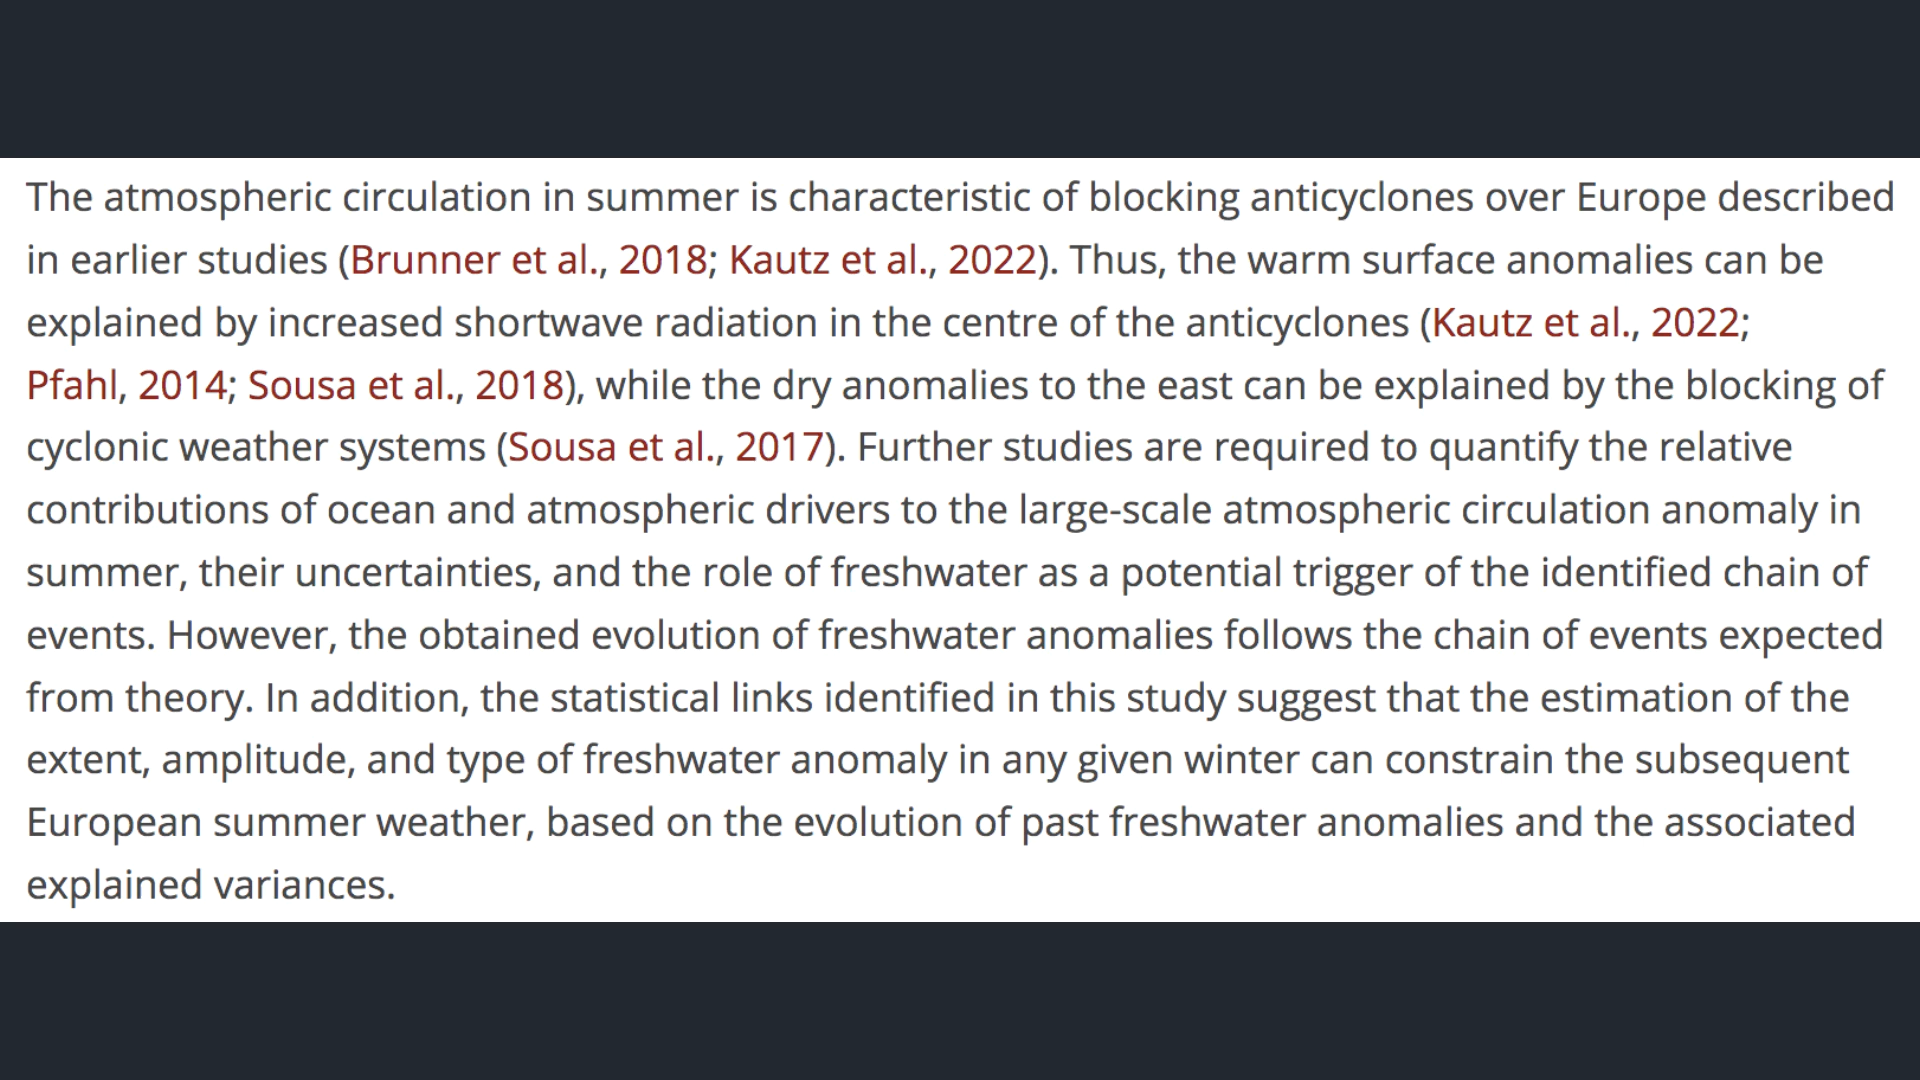 The atmospheric circulation in summer is characteristic of blocking anticyclones over Europe described
in earlier studies (Brunner et al., 2018; Kautz et al., 2022). Thus, the warm surface anomalies can be
explained by increased shortwave radiation in the centre of the anticyclones (Kautz et al., 2022;
Pfahl, 2014; Sousa et al., 2018), while the dry anomalies to the east can be explained by the blocking of
cyclonic weather systems (Sousa et al., 2017). Further studies are required to quantify the relative
contributions of ocean and atmospheric drivers to the large-scale atmospheric circulation anomaly in
summer, their uncertainties, and the role of freshwater as a potential trigger of the identified chain of
events. However, the obtained evolution of freshwater anomalies follows the chain of events expected
from theory. In addition, the statistical links identified in this study suggest that the estimation of the
extent, amplitude, and type of freshwater anomaly in any given winter can constrain the subsequent
European summer weather, based on the evolution of past freshwater anomalies and the associated
explained variances.